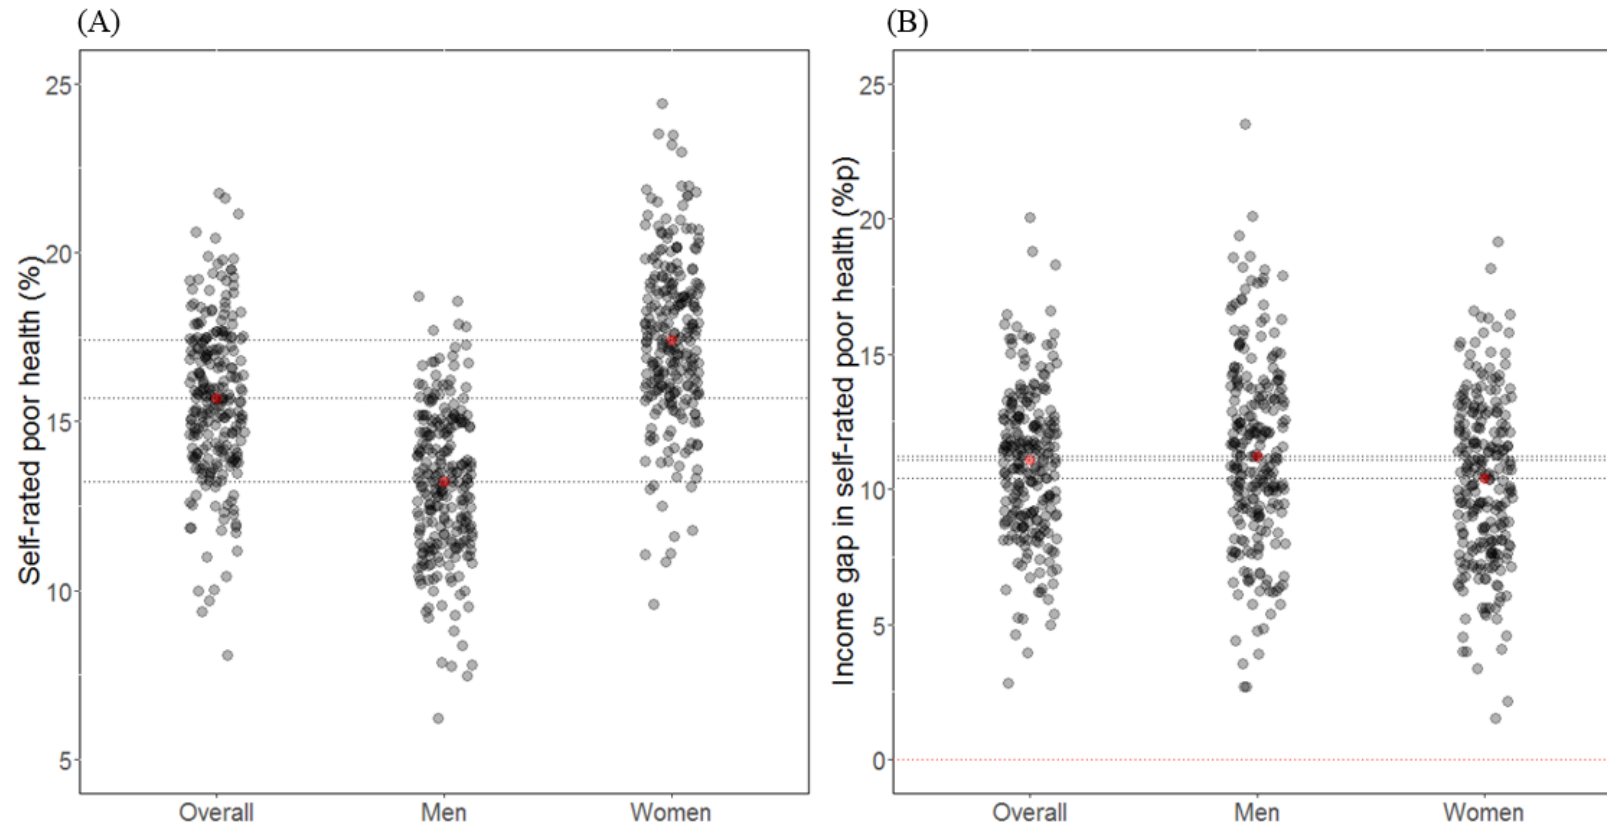 (A)
Self-rated poor health (%)
25
20
15
10
5
Overall Men Women
(B)
Income gap in self-rated poor health (%p)
25
20
15
10
5
0
Overall Men Women